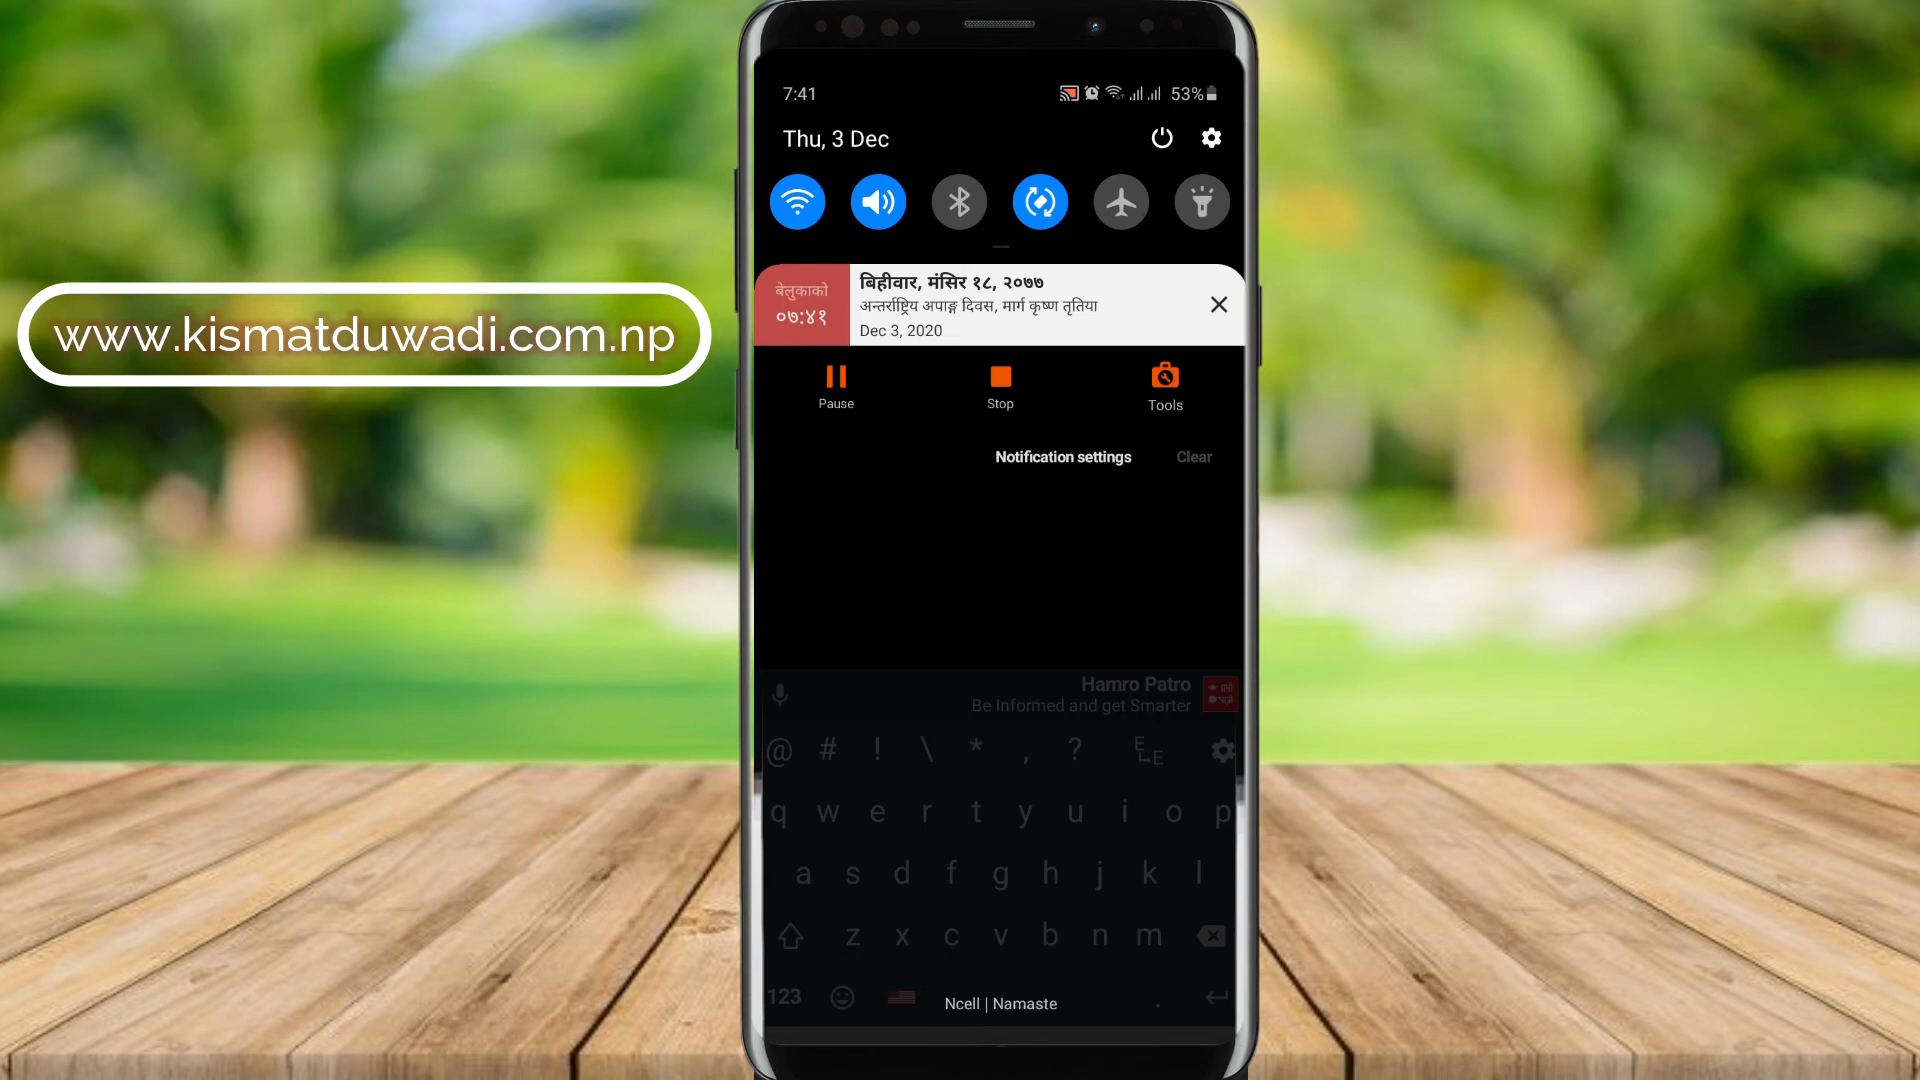 www.kismatduwadi.com.np
7:41
53%
Thu, 3 Dec
बेलुकाको
०७:४१
बिहीवार, मंसिर १८, २०७७
अन्तर्राष्ट्रिय अपाङ्ग दिवस, मार्ग कृष्ण तृतिया
Dec 3, 2020
Pause Stop Tools
Notification settings Clear
Hamro Patro
Be Informed and get Smarter
@ # ! \ * , ? E E
q w e r t y u i o p
a s d f g h j k l
z x c v b n m
123 Ncell | Namaste .